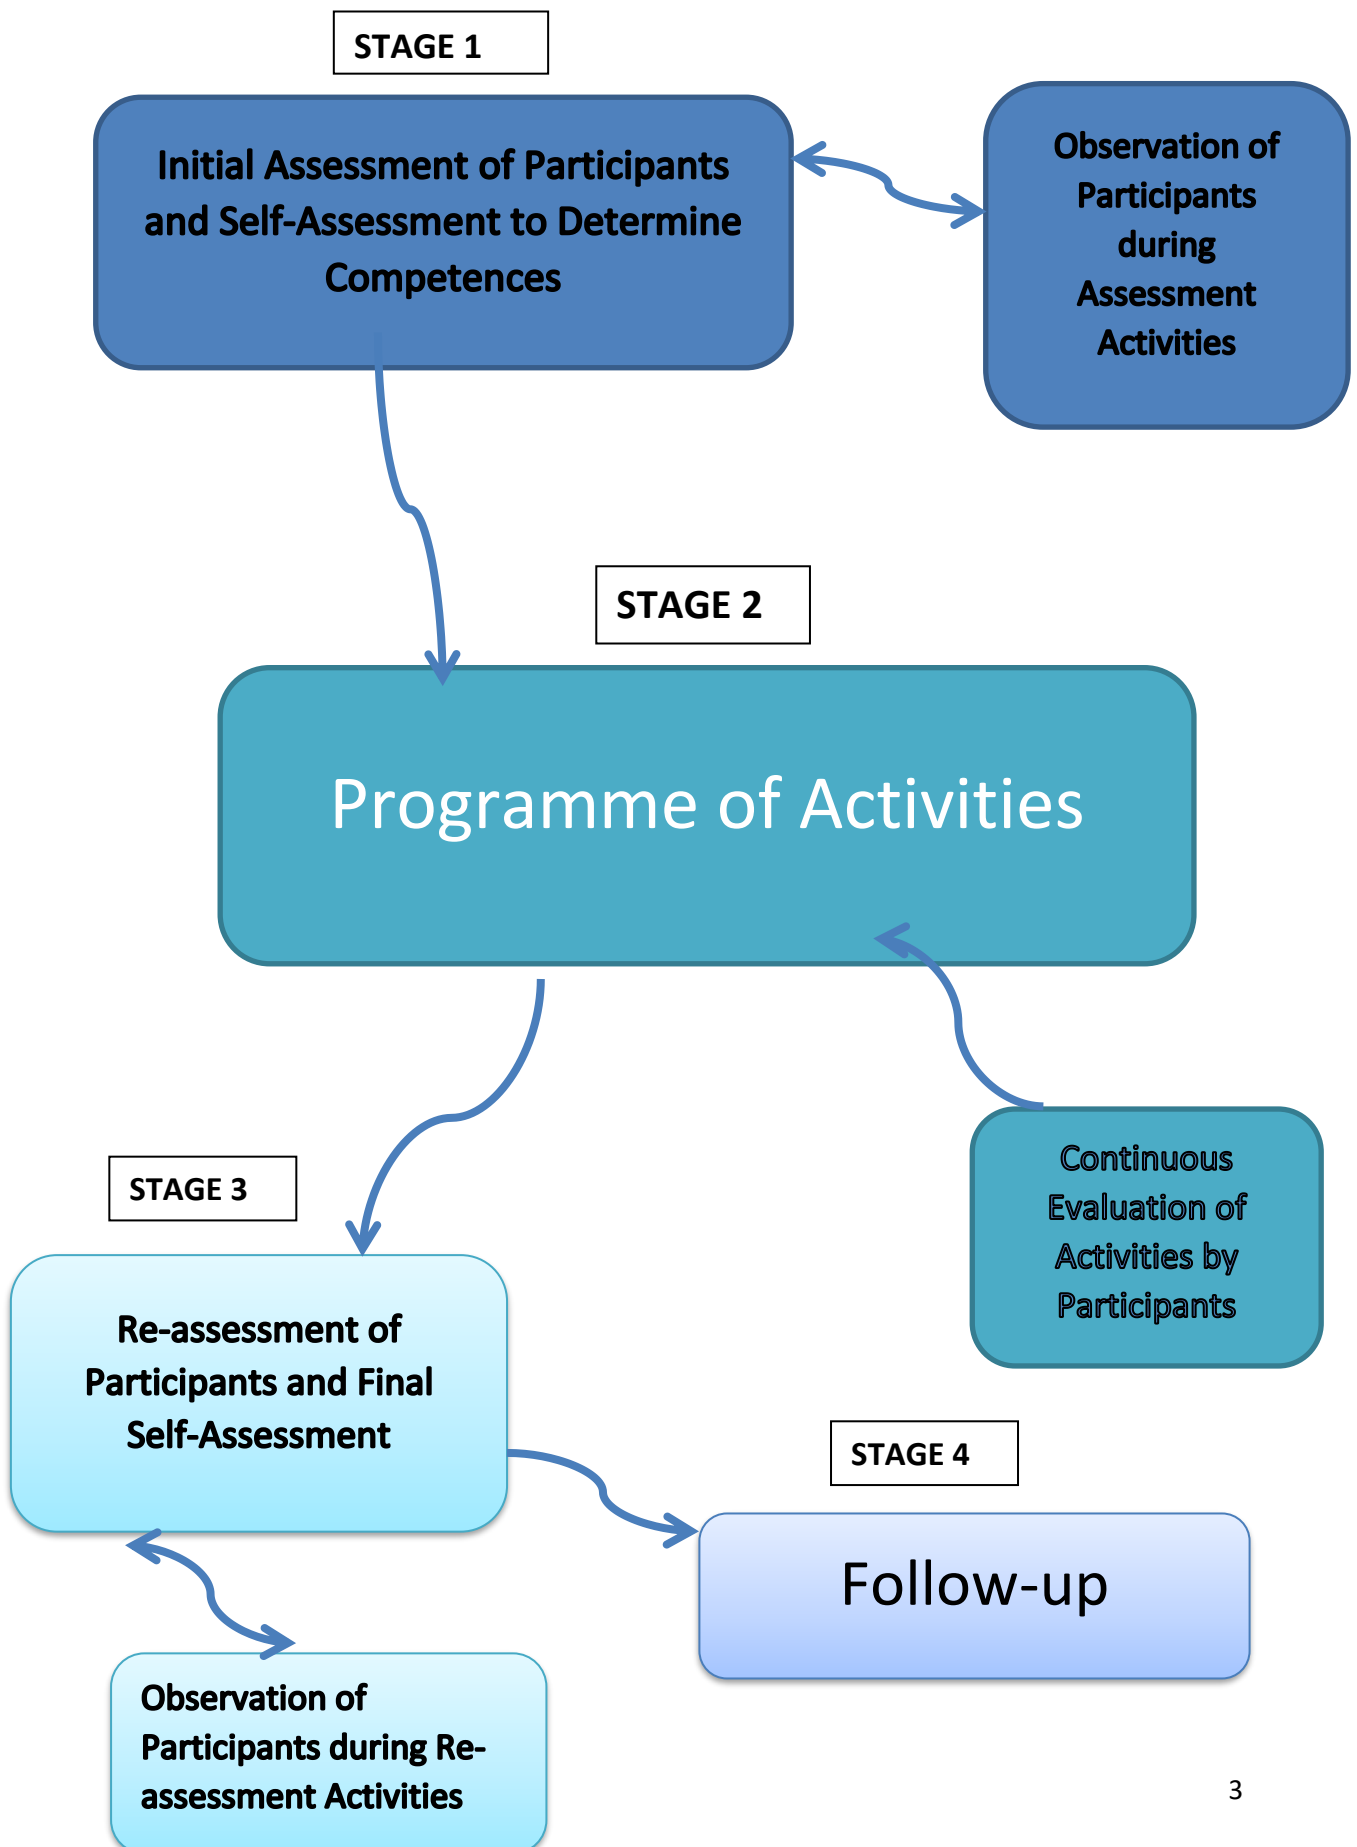 STAGE 1
Initial Assessment of Participants
and Self-Assessment to Determine
Competences
Observation of
Participants
during
Assessment
Activities
STAGE 2
Programme of Activities
Continuous
Evaluation of
Activities by
Participants
STAGE 3
Re-assessment of
Participants and Final
Self-Assessment
STAGE 4
Follow-up
Observation of
Participants during Re-
assessment Activities
3